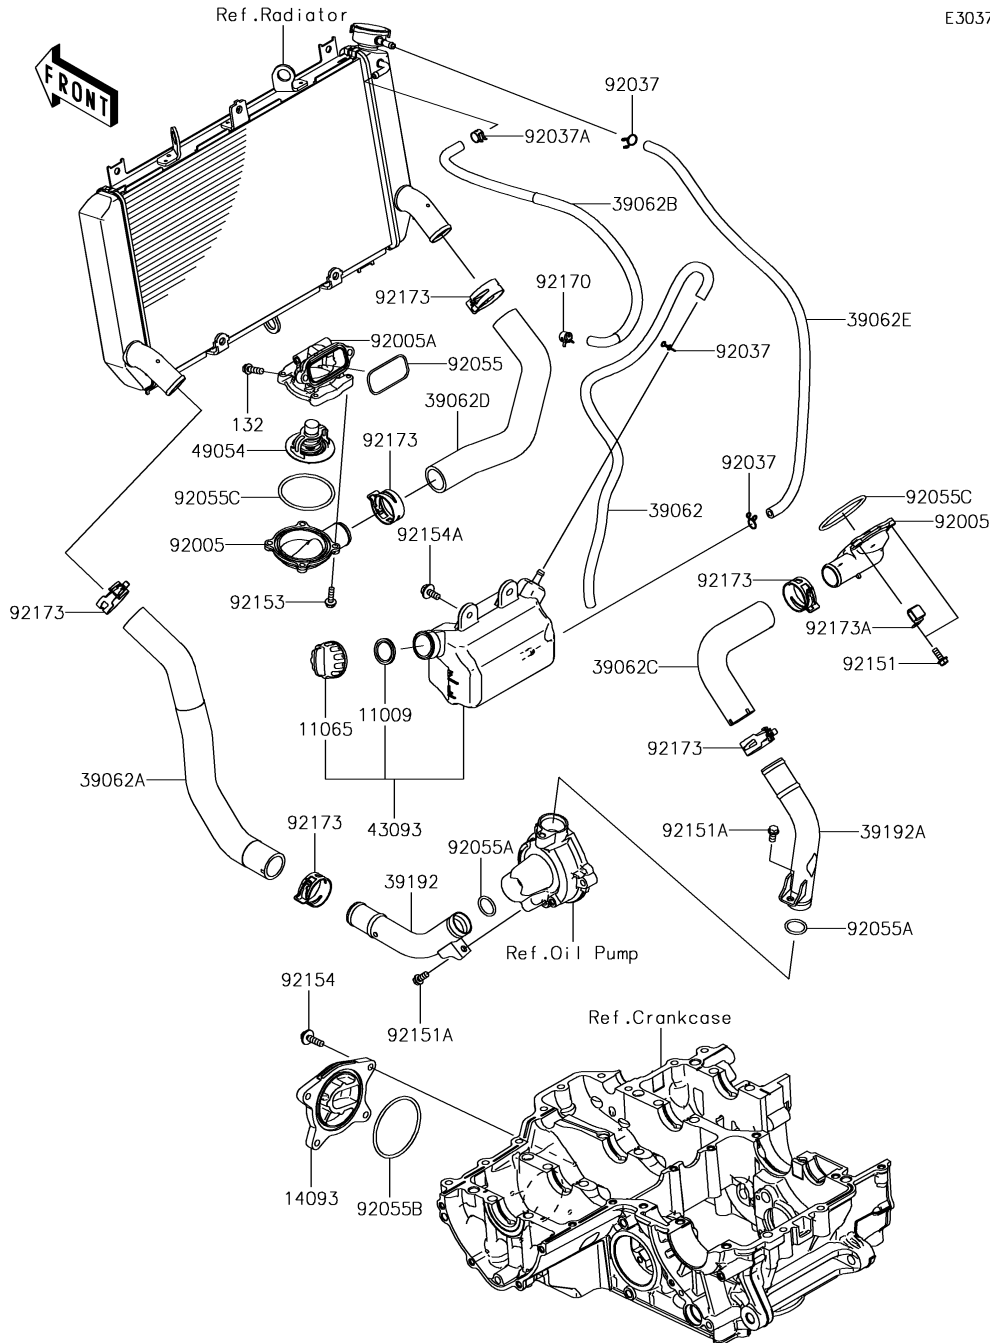 Ref.Radiator
E3037
FRONT
92037
92037A
39062B
92173
92170
39062E
92005A
92055
92037
132
39062D
49054
92173
92055C
92037
92055C
92005
39062
92005
92154A
92173
92153
92173
92173A
39062C
92151
11065
11009
92173
39062A
92173
43093
92151A
39192A
92055A
39192
92055A
Ref.Oil Pump
92154
92151A
Ref.Crankcase
14093
92055B